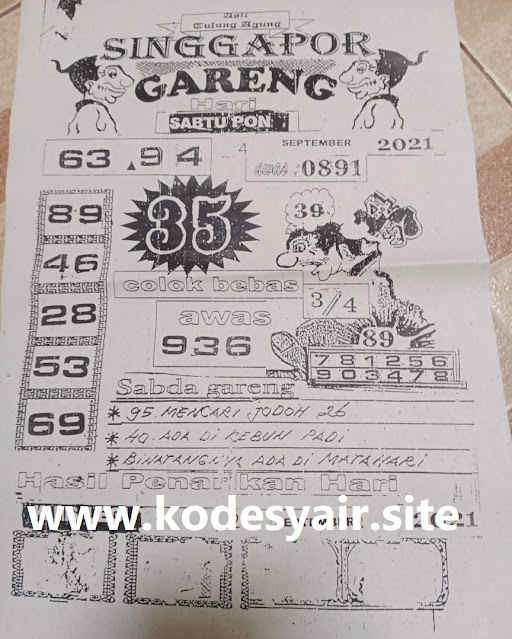 Asli
Tulung Agung
SINGGAPOR
GARENG
Hari
SABTU PON
4 SEPTEMBER 2021
63.94
AWAS : 0891
89
35
39
46
colok bebas
3/4
28
awas
936
89
781256
903478
53
Sabda gareng
69
* 95. MENCARI JODOH 26
* 40. ADA DI KEBUN PADI
* BINATANGNYA ADA DI MATAHARI
Hasil Penarikan Hari
www.kodesyair.site
2021